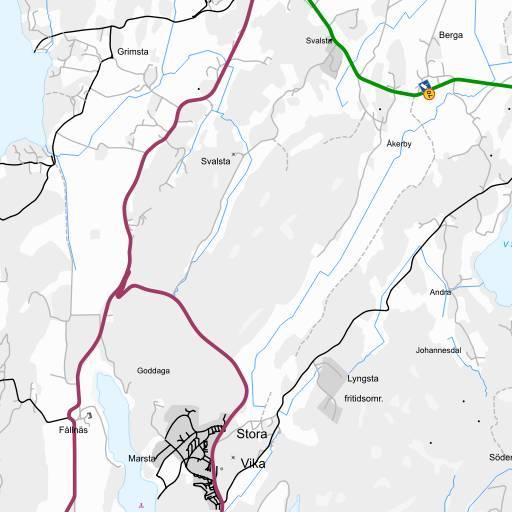 Svalsta
Berga
Grimsta
Åkerby
Svalsta
Andra
Johannesdal
Goddaga
Lyngsta
fritidsomr.
Fållnäs
Stora
Marsta
Vika
Söder